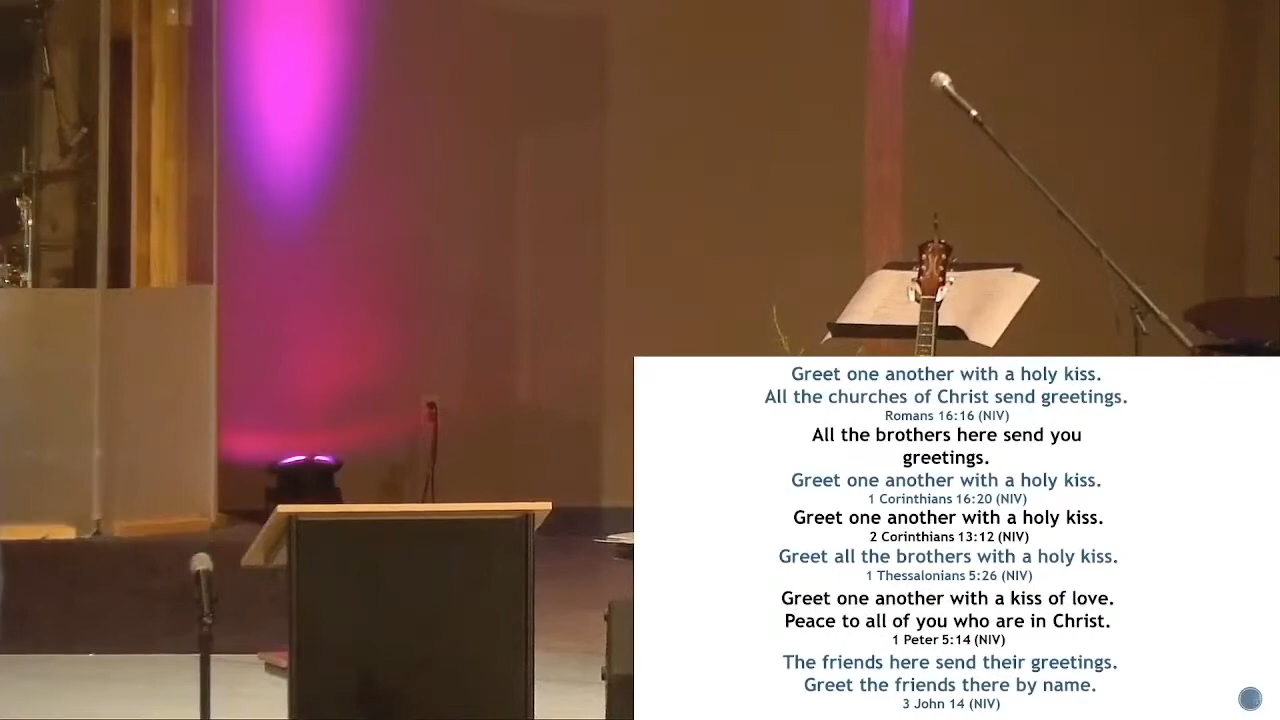 Greet one another with a holy kiss.
All the churches of Christ send greetings.
Romans 16:16 (NIV)
All the brothers here send you
greetings.
Greet one another with a holy kiss.
1 Corinthians 16:20 (NIV)
Greet one another with a holy kiss.
2 Corinthians 13:12 (NIV)
Greet all the brothers with a holy kiss.
1 Thessalonians 5:26 (NIV)
Greet one another with a kiss of love.
Peace to all of you who are in Christ.
1 Peter 5:14 (NIV)
The friends here send their greetings.
Greet the friends there by name.
3 John 14 (NIV)